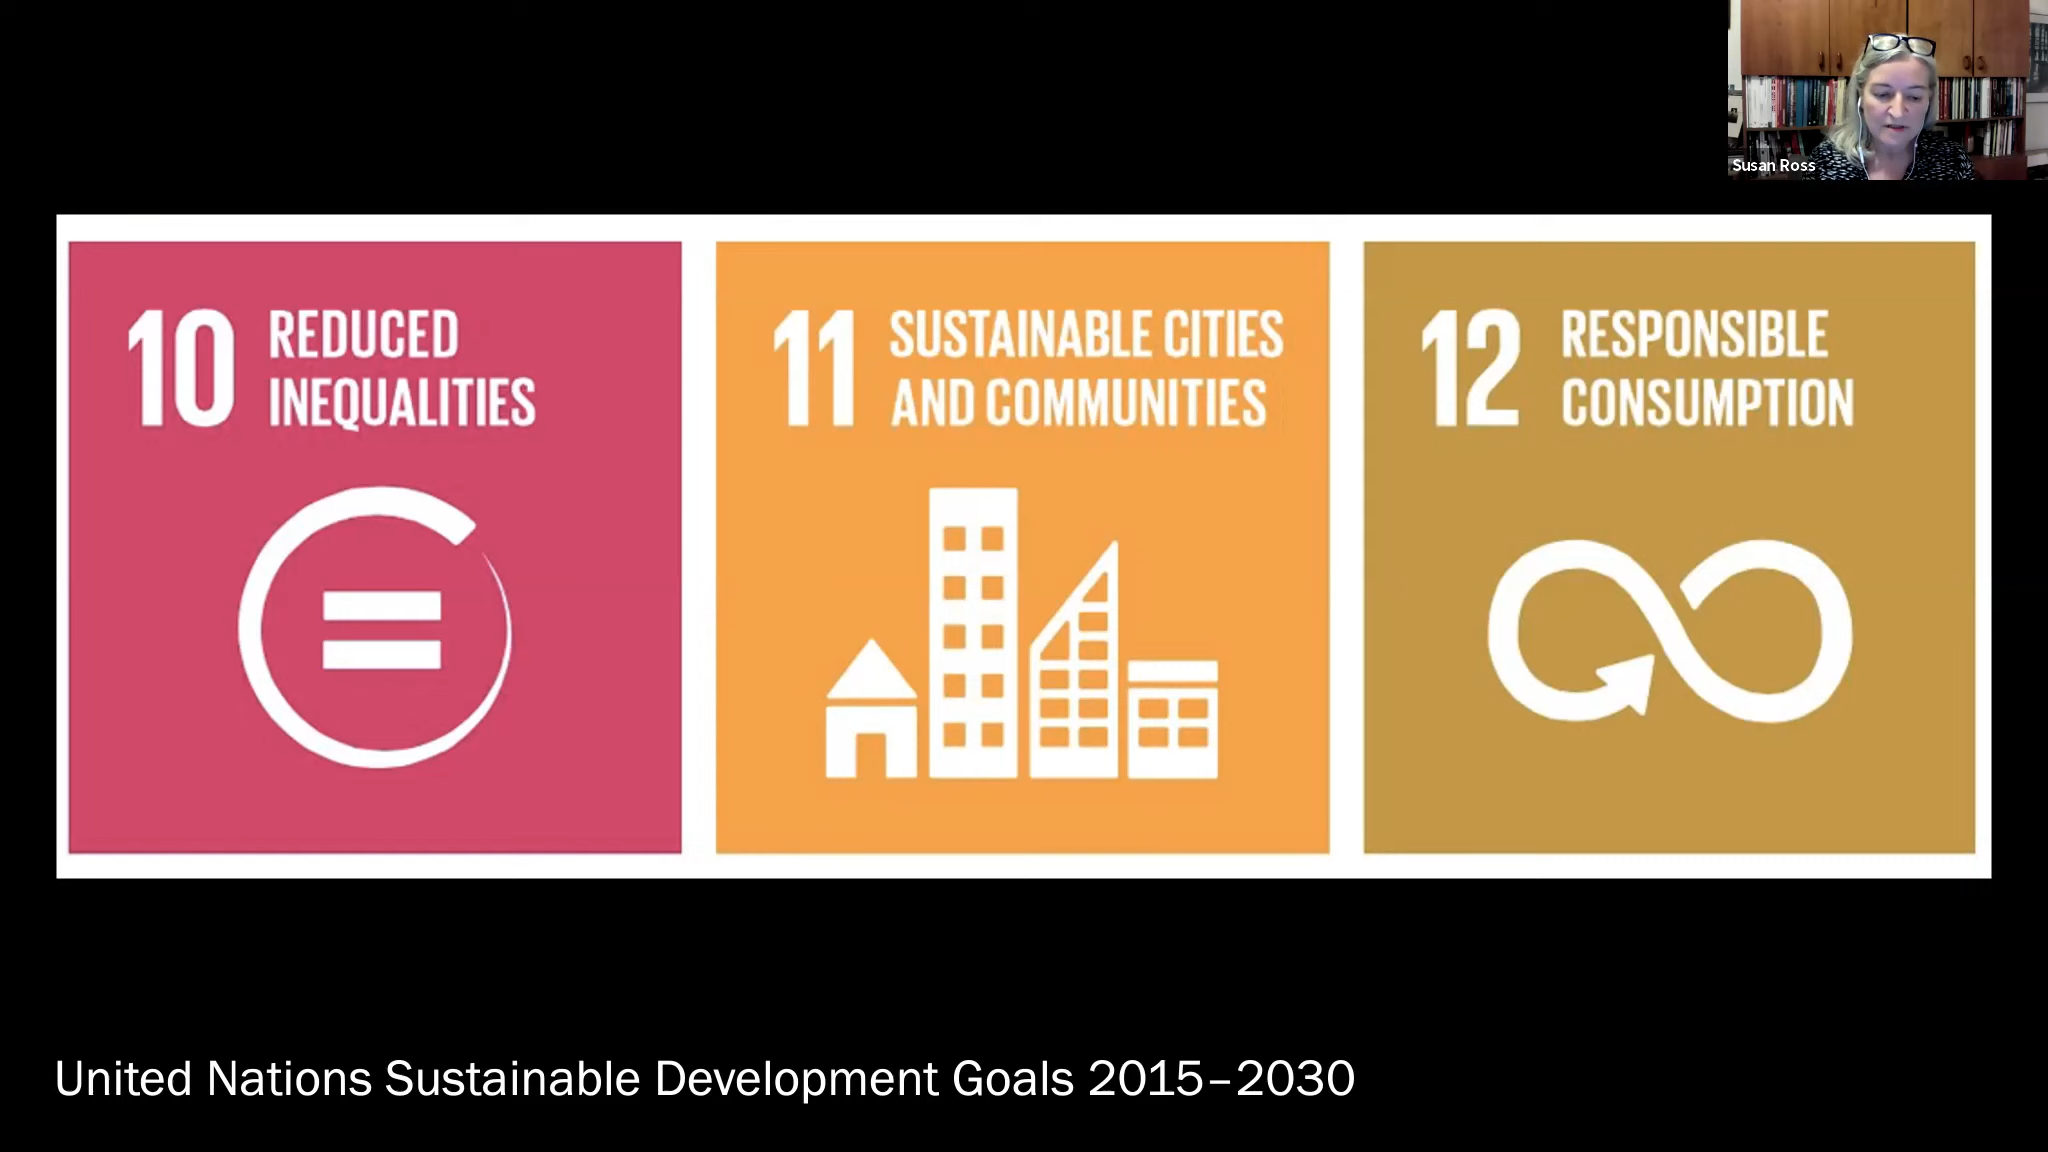 Susan Ross
10 REDUCED
INEQUALITIES
11 SUSTAINABLE CITIES
AND COMMUNITIES
12 RESPONSIBLE
CONSUMPTION
United Nations Sustainable Development Goals 2015–2030